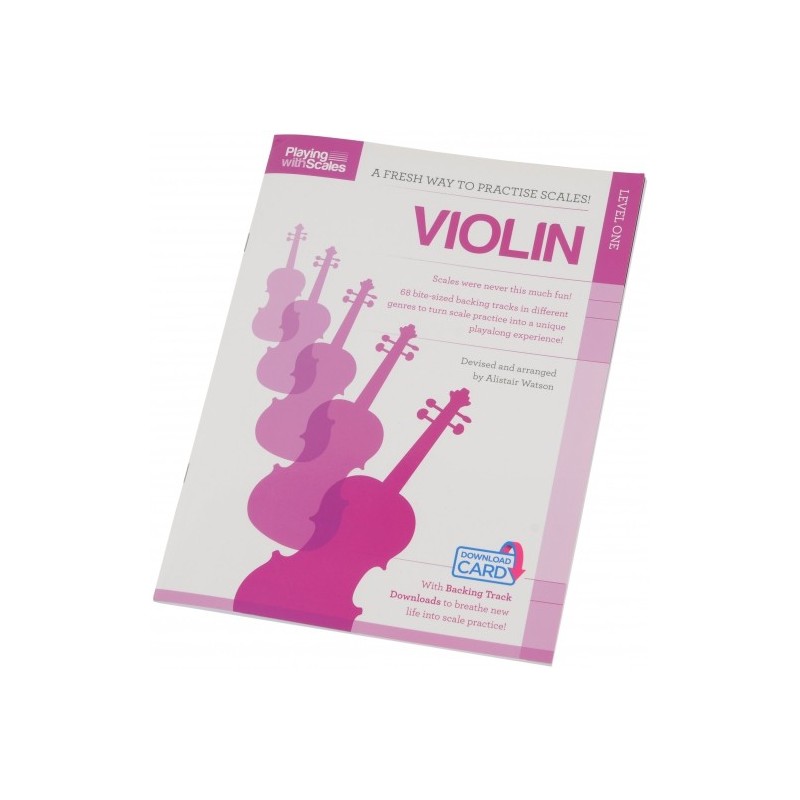 Playing
with Scales
A FRESH WAY TO PRACTISE SCALES!
LEVEL ONE
VIOLIN
Scales were never this much fun!
68 bite-sized backing tracks in different
genres to turn scale practice into a unique
playalong experience!
Devised and arranged
by Alistair Watson
DOWNLOAD
CARD
With Backing Track
Downloads to breathe new
life into scale practice!